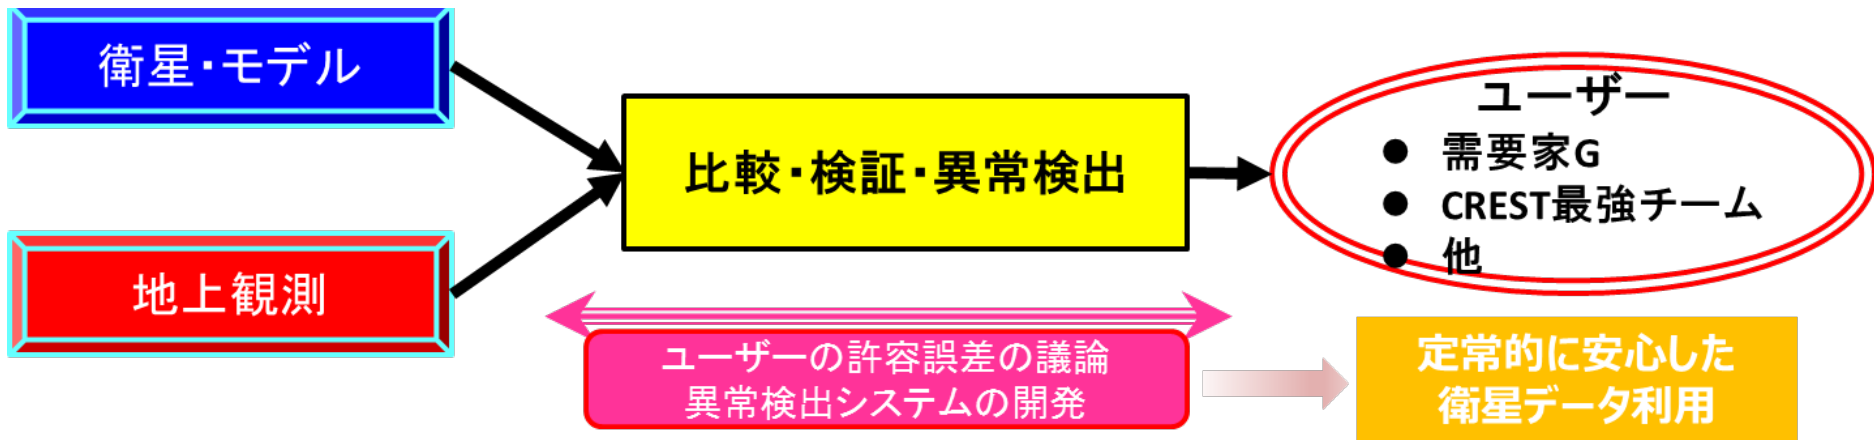 衛星・モデル
地上観測
比較・検証・異常検出
ユーザー
● 需要家G
● CREST最強チーム
● 他
ユーザーの許容誤差の議論
異常検出システムの開発
定常的に安心した
衛星データ利用